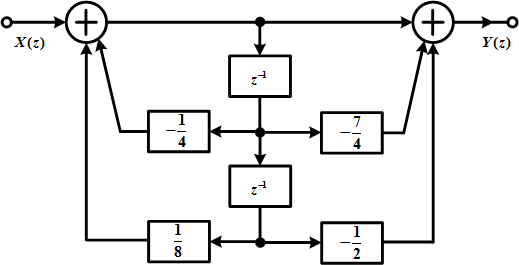 + +
X(z) Y(z)
z⁻¹
−1/4 −7/4
z⁻¹
1/8 −1/2